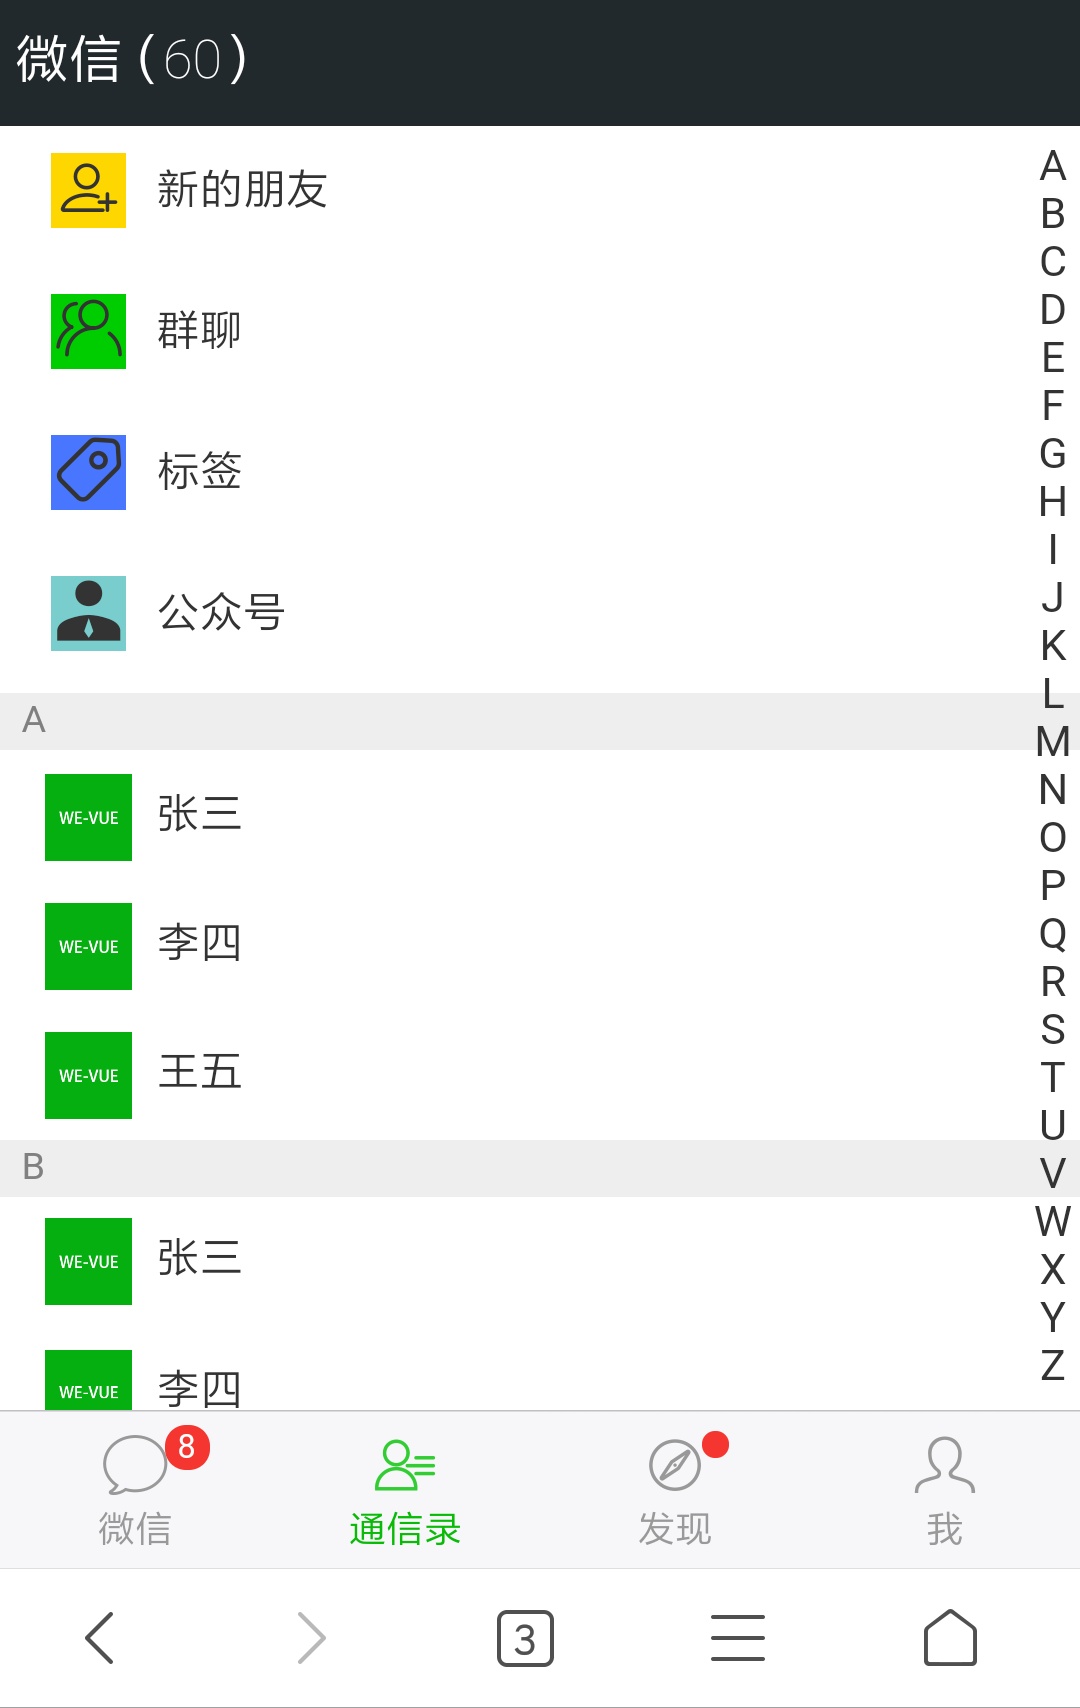 微信（60）
新的朋友
群聊
标签
公众号
A
WE-VUE 张三
WE-VUE 李四
WE-VUE 王五
B
WE-VUE 张三
WE-VUE 李四
A
B
C
D
E
F
G
H
I
J
K
L
M
N
O
P
Q
R
S
T
U
V
W
X
Y
Z
8
微信 通信录 发现 我
3